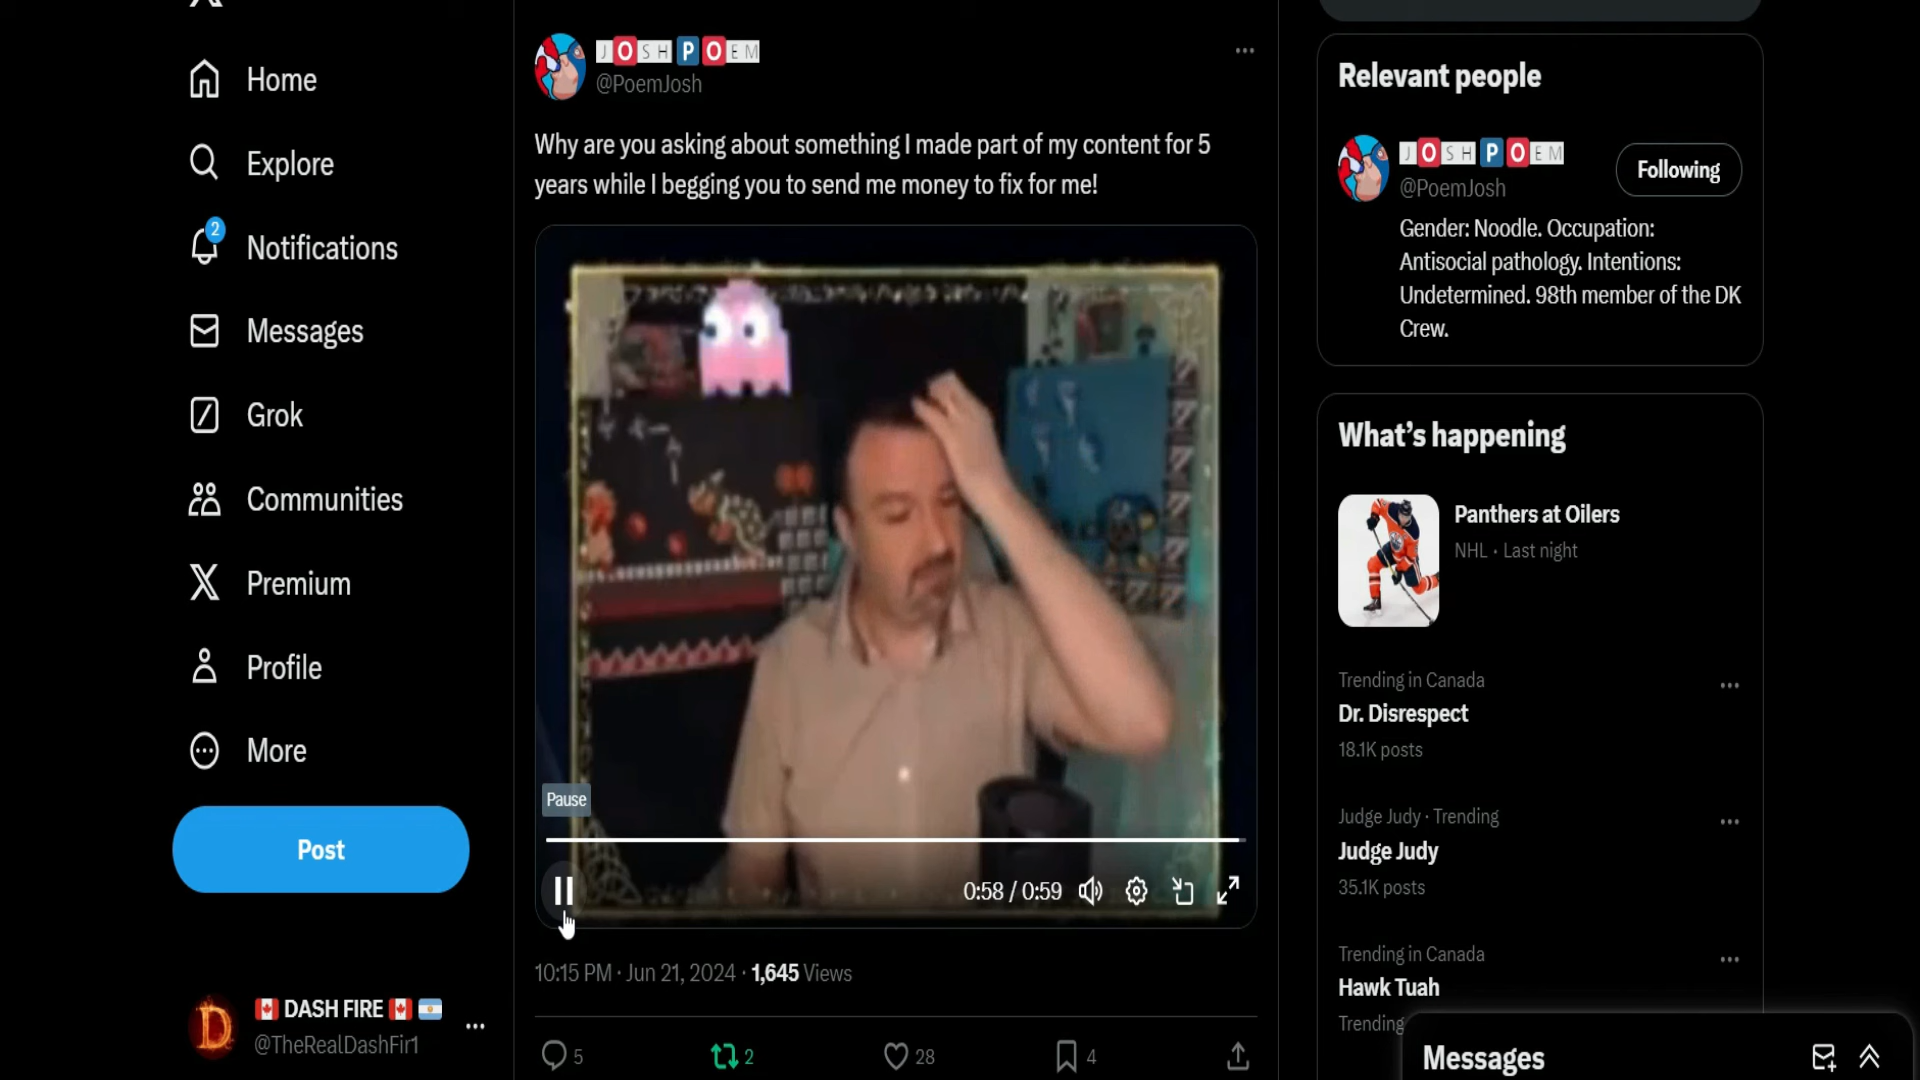 Home
Explore
2
Notifications
Messages
Grok
Communities
Premium
Profile
More
Post
DASH FIRE
@TheRealDashFir1
JOSH POEM
@PoemJosh
Why are you asking about something I made part of my content for 5
years while I begging you to send me money to fix for me!
Pause
0:58 / 0:59
10:15 PM · Jun 21, 2024 · 1,645 Views
5
2
28
4
Relevant people
JOSH POEM
@PoemJosh
Following
Gender: Noodle. Occupation:
Antisocial pathology. Intentions:
Undetermined. 98th member of the DK
Crew.
What's happening
Panthers at Oilers
NHL · Last night
Trending in Canada
Dr. Disrespect
18.1K posts
Judge Judy · Trending
Judge Judy
35.1K posts
Trending in Canada
Hawk Tuah
Trending
Messages